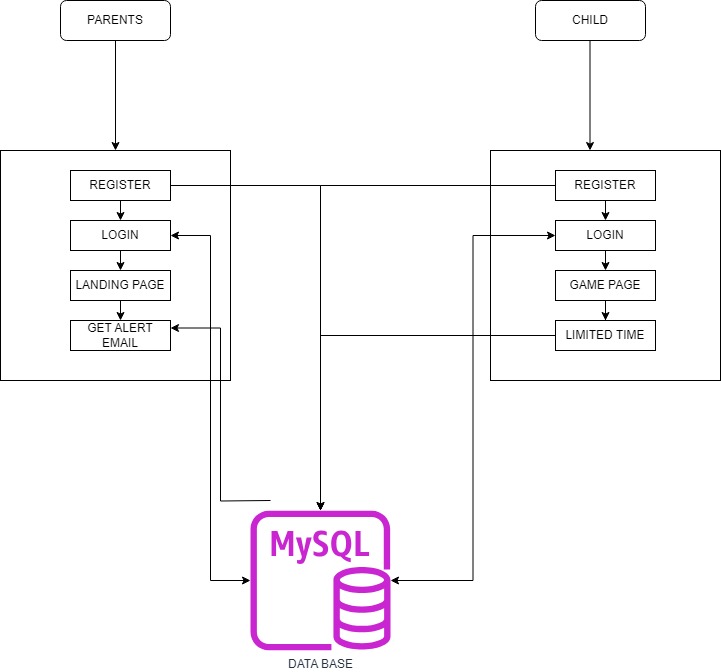 PARENTS
CHILD
REGISTER
LOGIN
LANDING PAGE
GET ALERT
EMAIL
REGISTER
LOGIN
GAME PAGE
LIMITED TIME
MySQL
DATA BASE